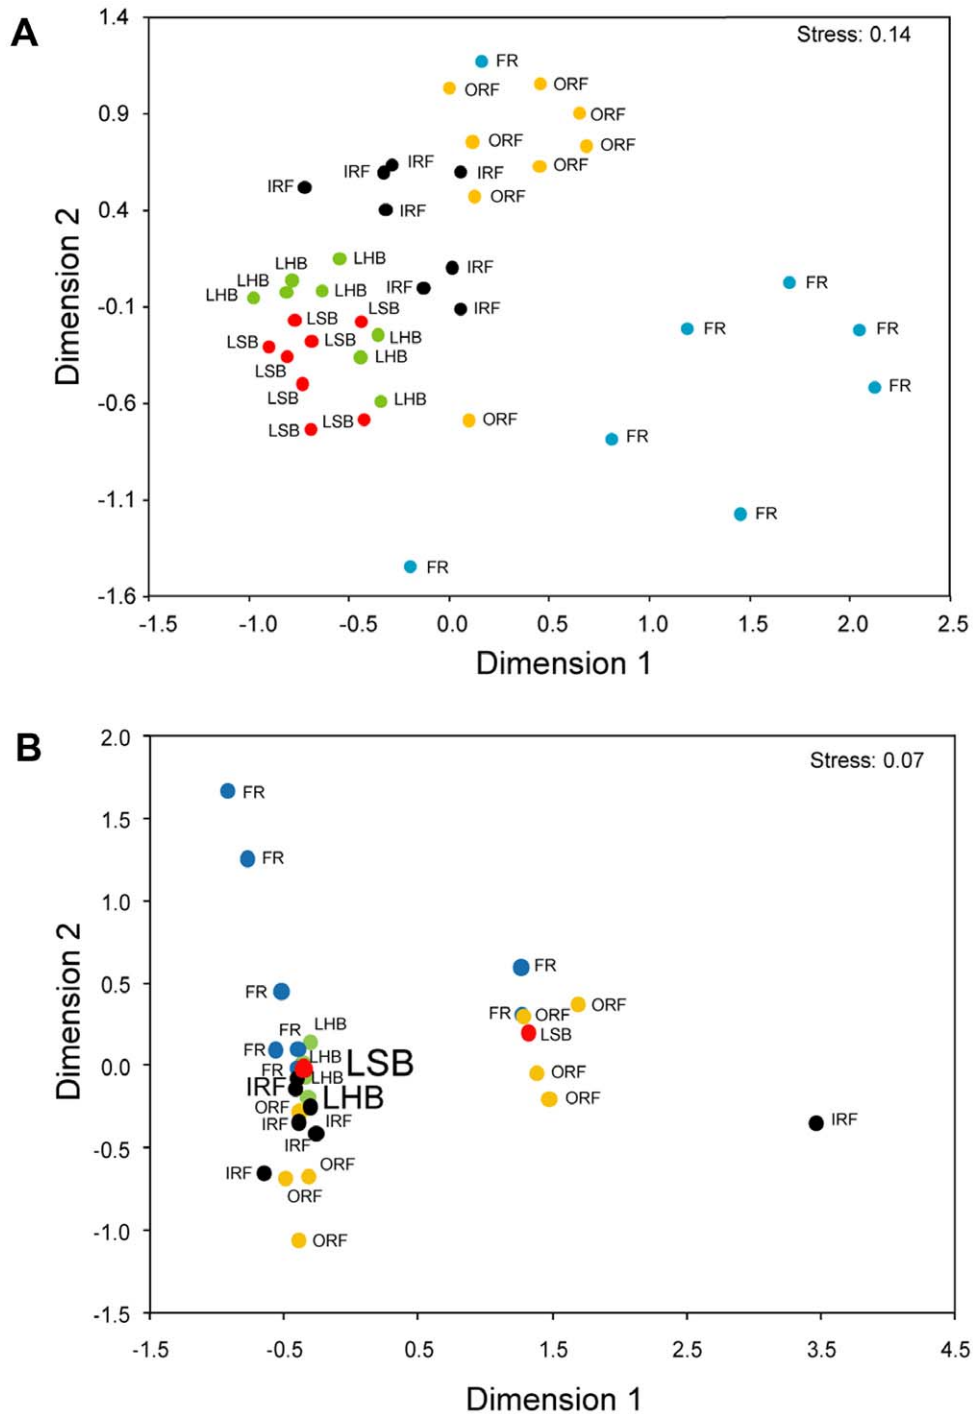 A
1.4
Stress: 0.14
FR
ORF
ORF
0.9
ORF
ORF
ORF
IRF
IRF
IRF
ORF
IRF
ORF
0.4
IRF
LHB
LHB
IRF
LHB
FR
LHB
LHB
IRF
-0.1
LSB
IRF
LSB
FR
FR
LSB
LSB
LHB
LHB
LSB
FR
LSB
LHB
-0.6
LSB
LSB
ORF
FR
-1.1
FR
FR
-1.6
-1.5 -1.0 -0.5 0.0 0.5 1.0 1.5 2.0 2.5
Dimension 1
Dimension 2
B
2.0
Stress: 0.07
FR
1.5
FR
1.0
FR
0.5
FR
ORF
FR
ORF
LHB
FR
LSB
FR
LHB
LSB
0.0
FR
LHB
ORF
IRF
LHB
ORF
ORF
IRF
IRF
IRF
IRF
-0.5
ORF
IRF
ORF
-1.0
ORF
-1.5
-1.5 -0.5 0.5 1.5 2.5 3.5 4.5
Dimension 1
Dimension 2